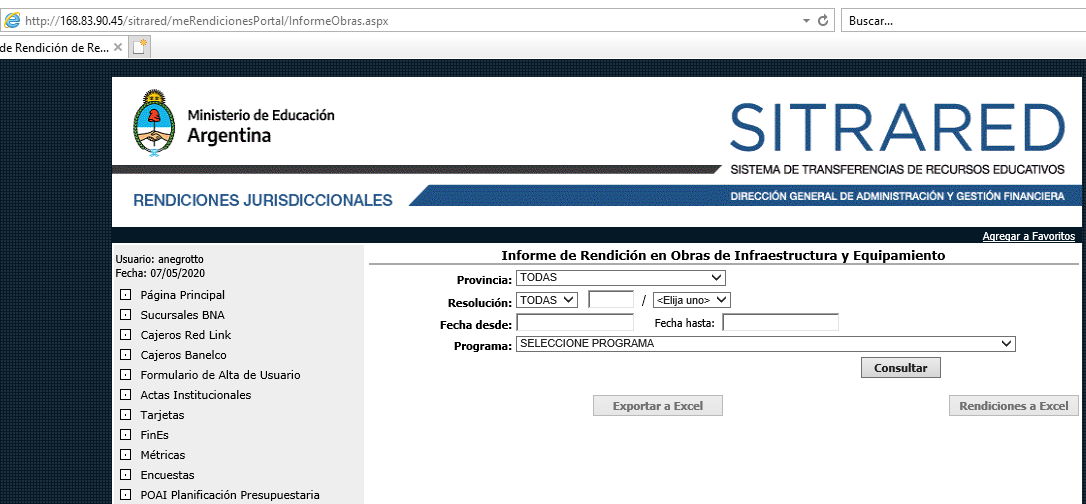 http://168.83.90.45/sitrared/meRendicionesPortal/InformeObras.aspx
Buscar...
de Rendición de Re...
Ministerio de Educación
Argentina
SITRARED
SISTEMA DE TRANSFERENCIAS DE RECURSOS EDUCATIVOS
RENDICIONES JURISDICCIONALES
DIRECCIÓN GENERAL DE ADMINISTRACIÓN Y GESTIÓN FINANCIERA
Agregar a Favoritos
Usuario: anegrotto
Fecha: 07/05/2020
Página Principal
Sucursales BNA
Cajeros Red Link
Cajeros Banelco
Formulario de Alta de Usuario
Actas Institucionales
Tarjetas
FinEs
Métricas
Encuestas
POAI Planificación Presupuestaria
Informe de Rendición en Obras de Infraestructura y Equipamiento
Provincia: TODAS
Resolución: TODAS / <Elija uno>
Fecha desde: Fecha hasta:
Programa: SELECCIONE PROGRAMA
Consultar
Exportar a Excel Rendiciones a Excel